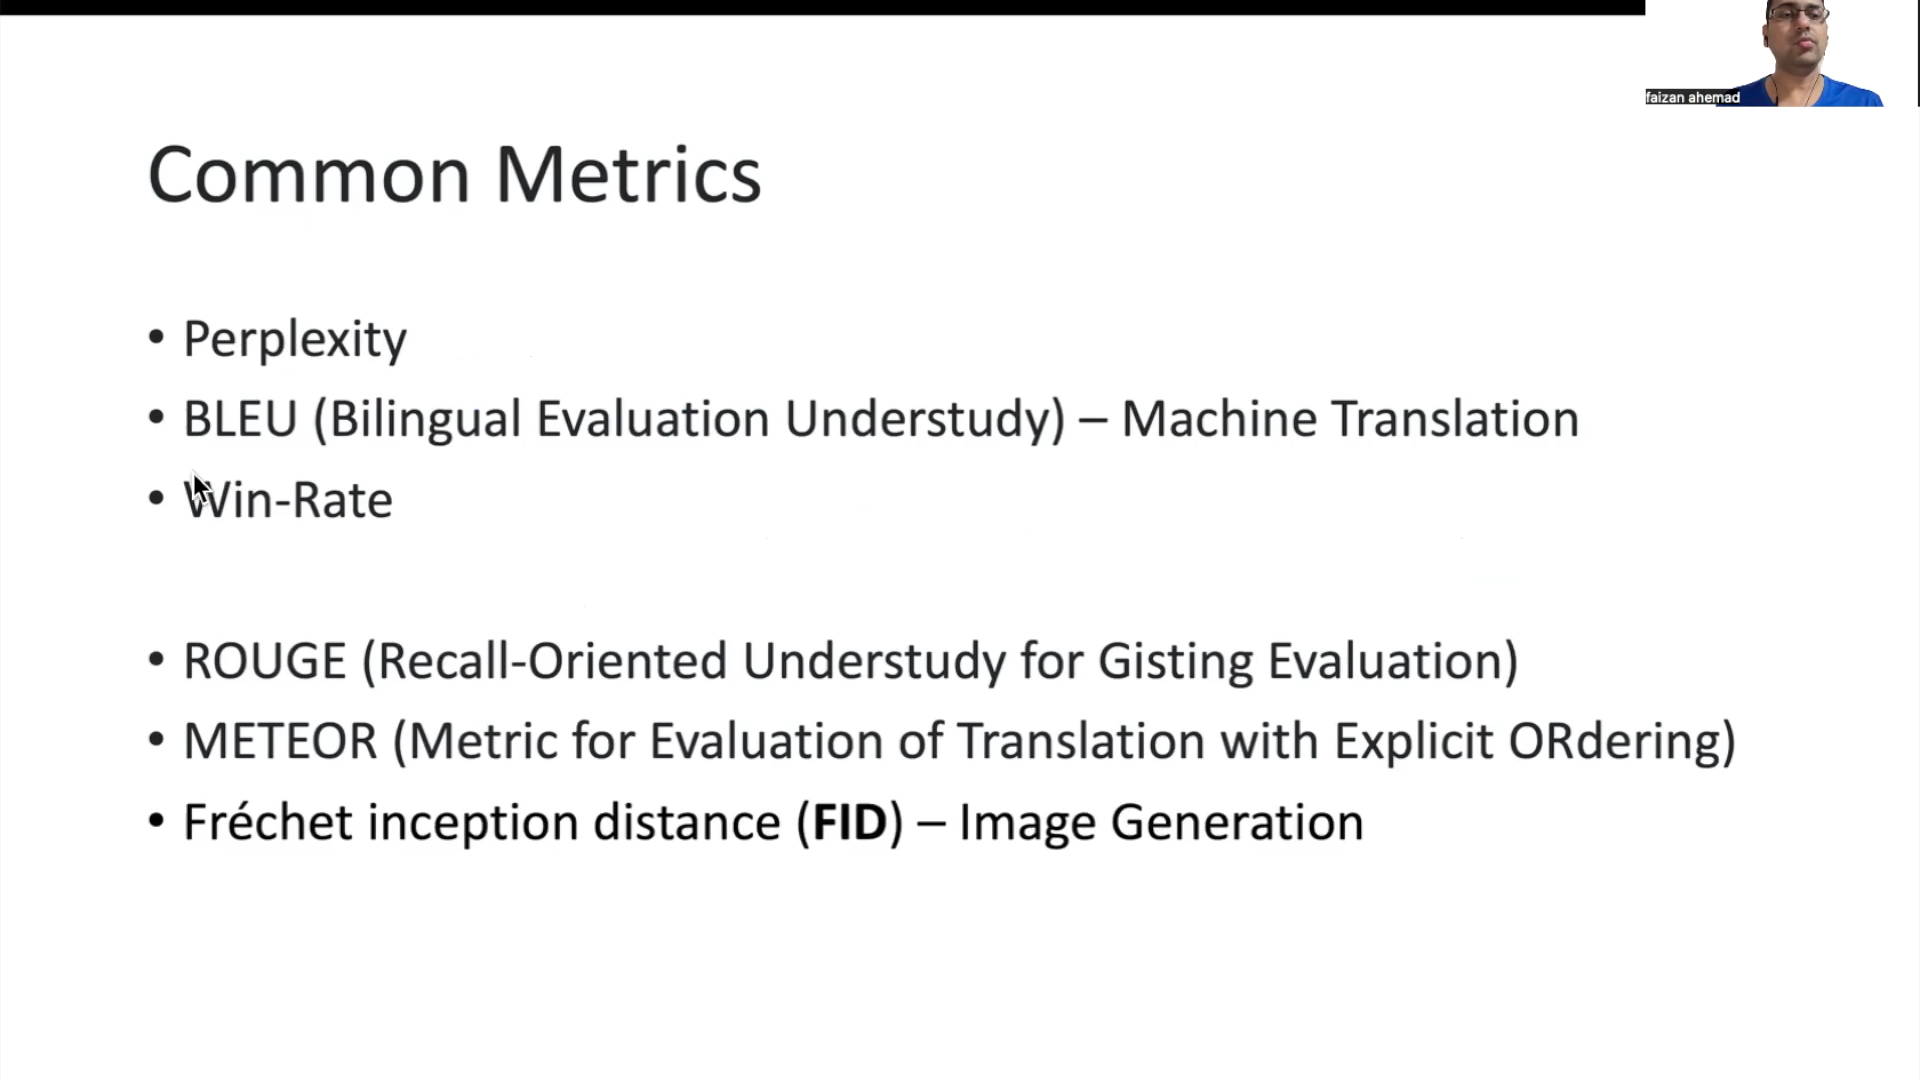 faizan ahemad
Common Metrics
• Perplexity
• BLEU (Bilingual Evaluation Understudy) – Machine Translation
• Win-Rate
• ROUGE (Recall-Oriented Understudy for Gisting Evaluation)
• METEOR (Metric for Evaluation of Translation with Explicit ORdering)
• Fréchet inception distance (FID) – Image Generation